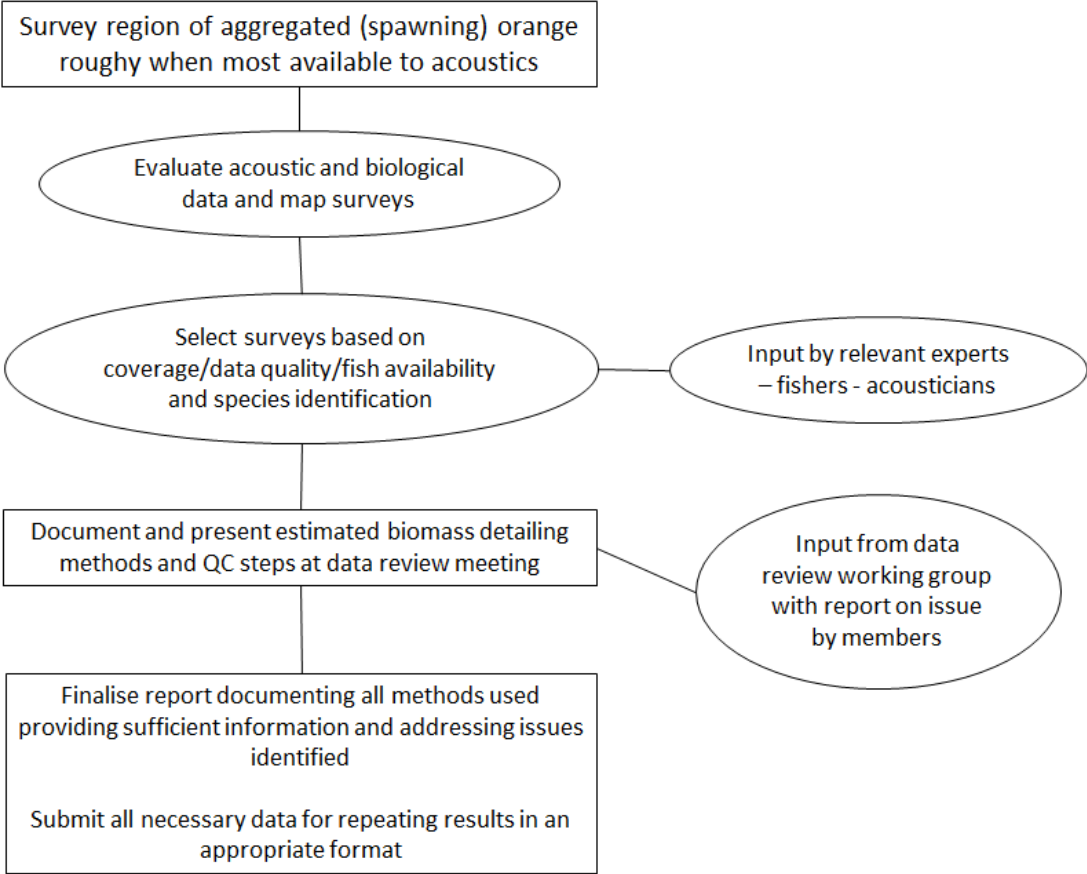 Survey region of aggregated (spawning) orange
roughy when most available to acoustics
Evaluate acoustic and biological
data and map surveys
Select surveys based on
coverage/data quality/fish availability
and species identification
Input by relevant experts
– fishers - acousticians
Document and present estimated biomass detailing
methods and QC steps at data review meeting
Input from data
review working group
with report on issue
by members
Finalise report documenting all methods used
providing sufficient information and addressing issues
identified
Submit all necessary data for repeating results in an
appropriate format